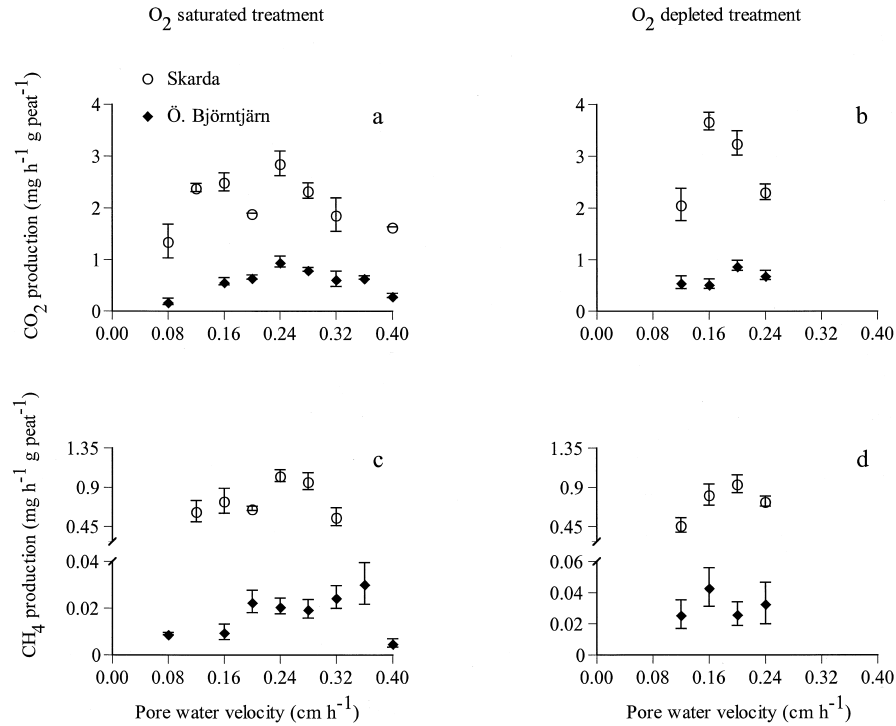 O2 saturated treatment
O2 depleted treatment
CO2 production (mg h-1 g peat-1)
Skarda
Ö. Björntjärn
a
4
3
2
1
0
0.00 0.08 0.16 0.24 0.32 0.40
b
4
3
2
1
0
0.00 0.08 0.16 0.24 0.32 0.40
CH4 production (mg h-1 g peat-1)
c
1.35
0.9
0.45
0.04
0.02
0
0.00 0.08 0.16 0.24 0.32 0.40
Pore water velocity (cm h-1)
d
1.35
0.9
0.45
0.06
0.04
0.02
0
0.00 0.08 0.16 0.24 0.32 0.40
Pore water velocity (cm h-1)